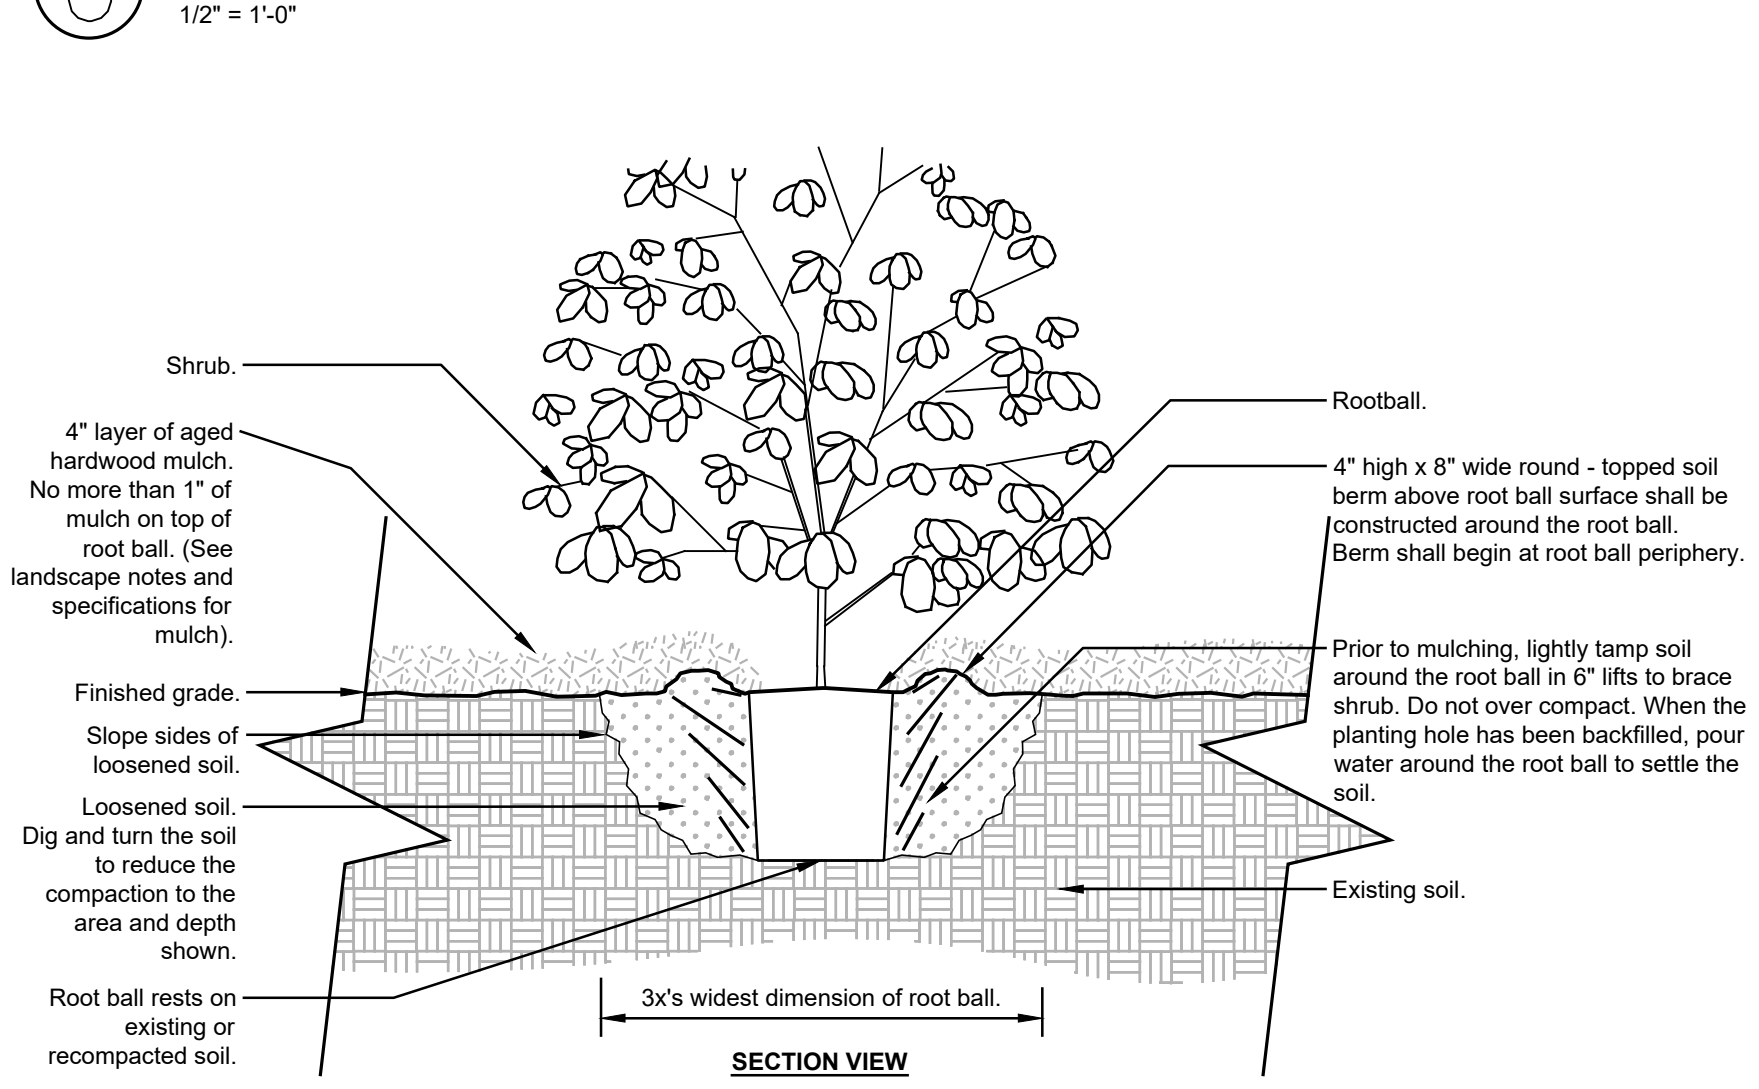 1/2" = 1'-0"
Shrub.
4" layer of aged
hardwood mulch.
No more than 1" of
mulch on top of
root ball. (See
landscape notes and
specifications for
mulch).
Finished grade.
Slope sides of
loosened soil.
Loosened soil.
Dig and turn the soil
to reduce the
compaction to the
area and depth
shown.
Root ball rests on
existing or
recompacted soil.
Rootball.
4" high x 8" wide round - topped soil
berm above root ball surface shall be
constructed around the root ball.
Berm shall begin at root ball periphery.
Prior to mulching, lightly tamp soil
around the root ball in 6" lifts to brace
shrub. Do not over compact. When the
planting hole has been backfilled, pour
water around the root ball to settle the
soil.
Existing soil.
3x's widest dimension of root ball.
SECTION VIEW